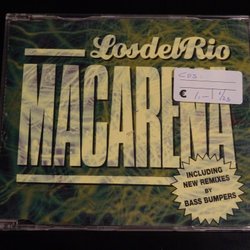 LosdelRio
CDS.
€
MACARENA
INCLUDING
NEW REMIXES
BY
BASS BUMPERS